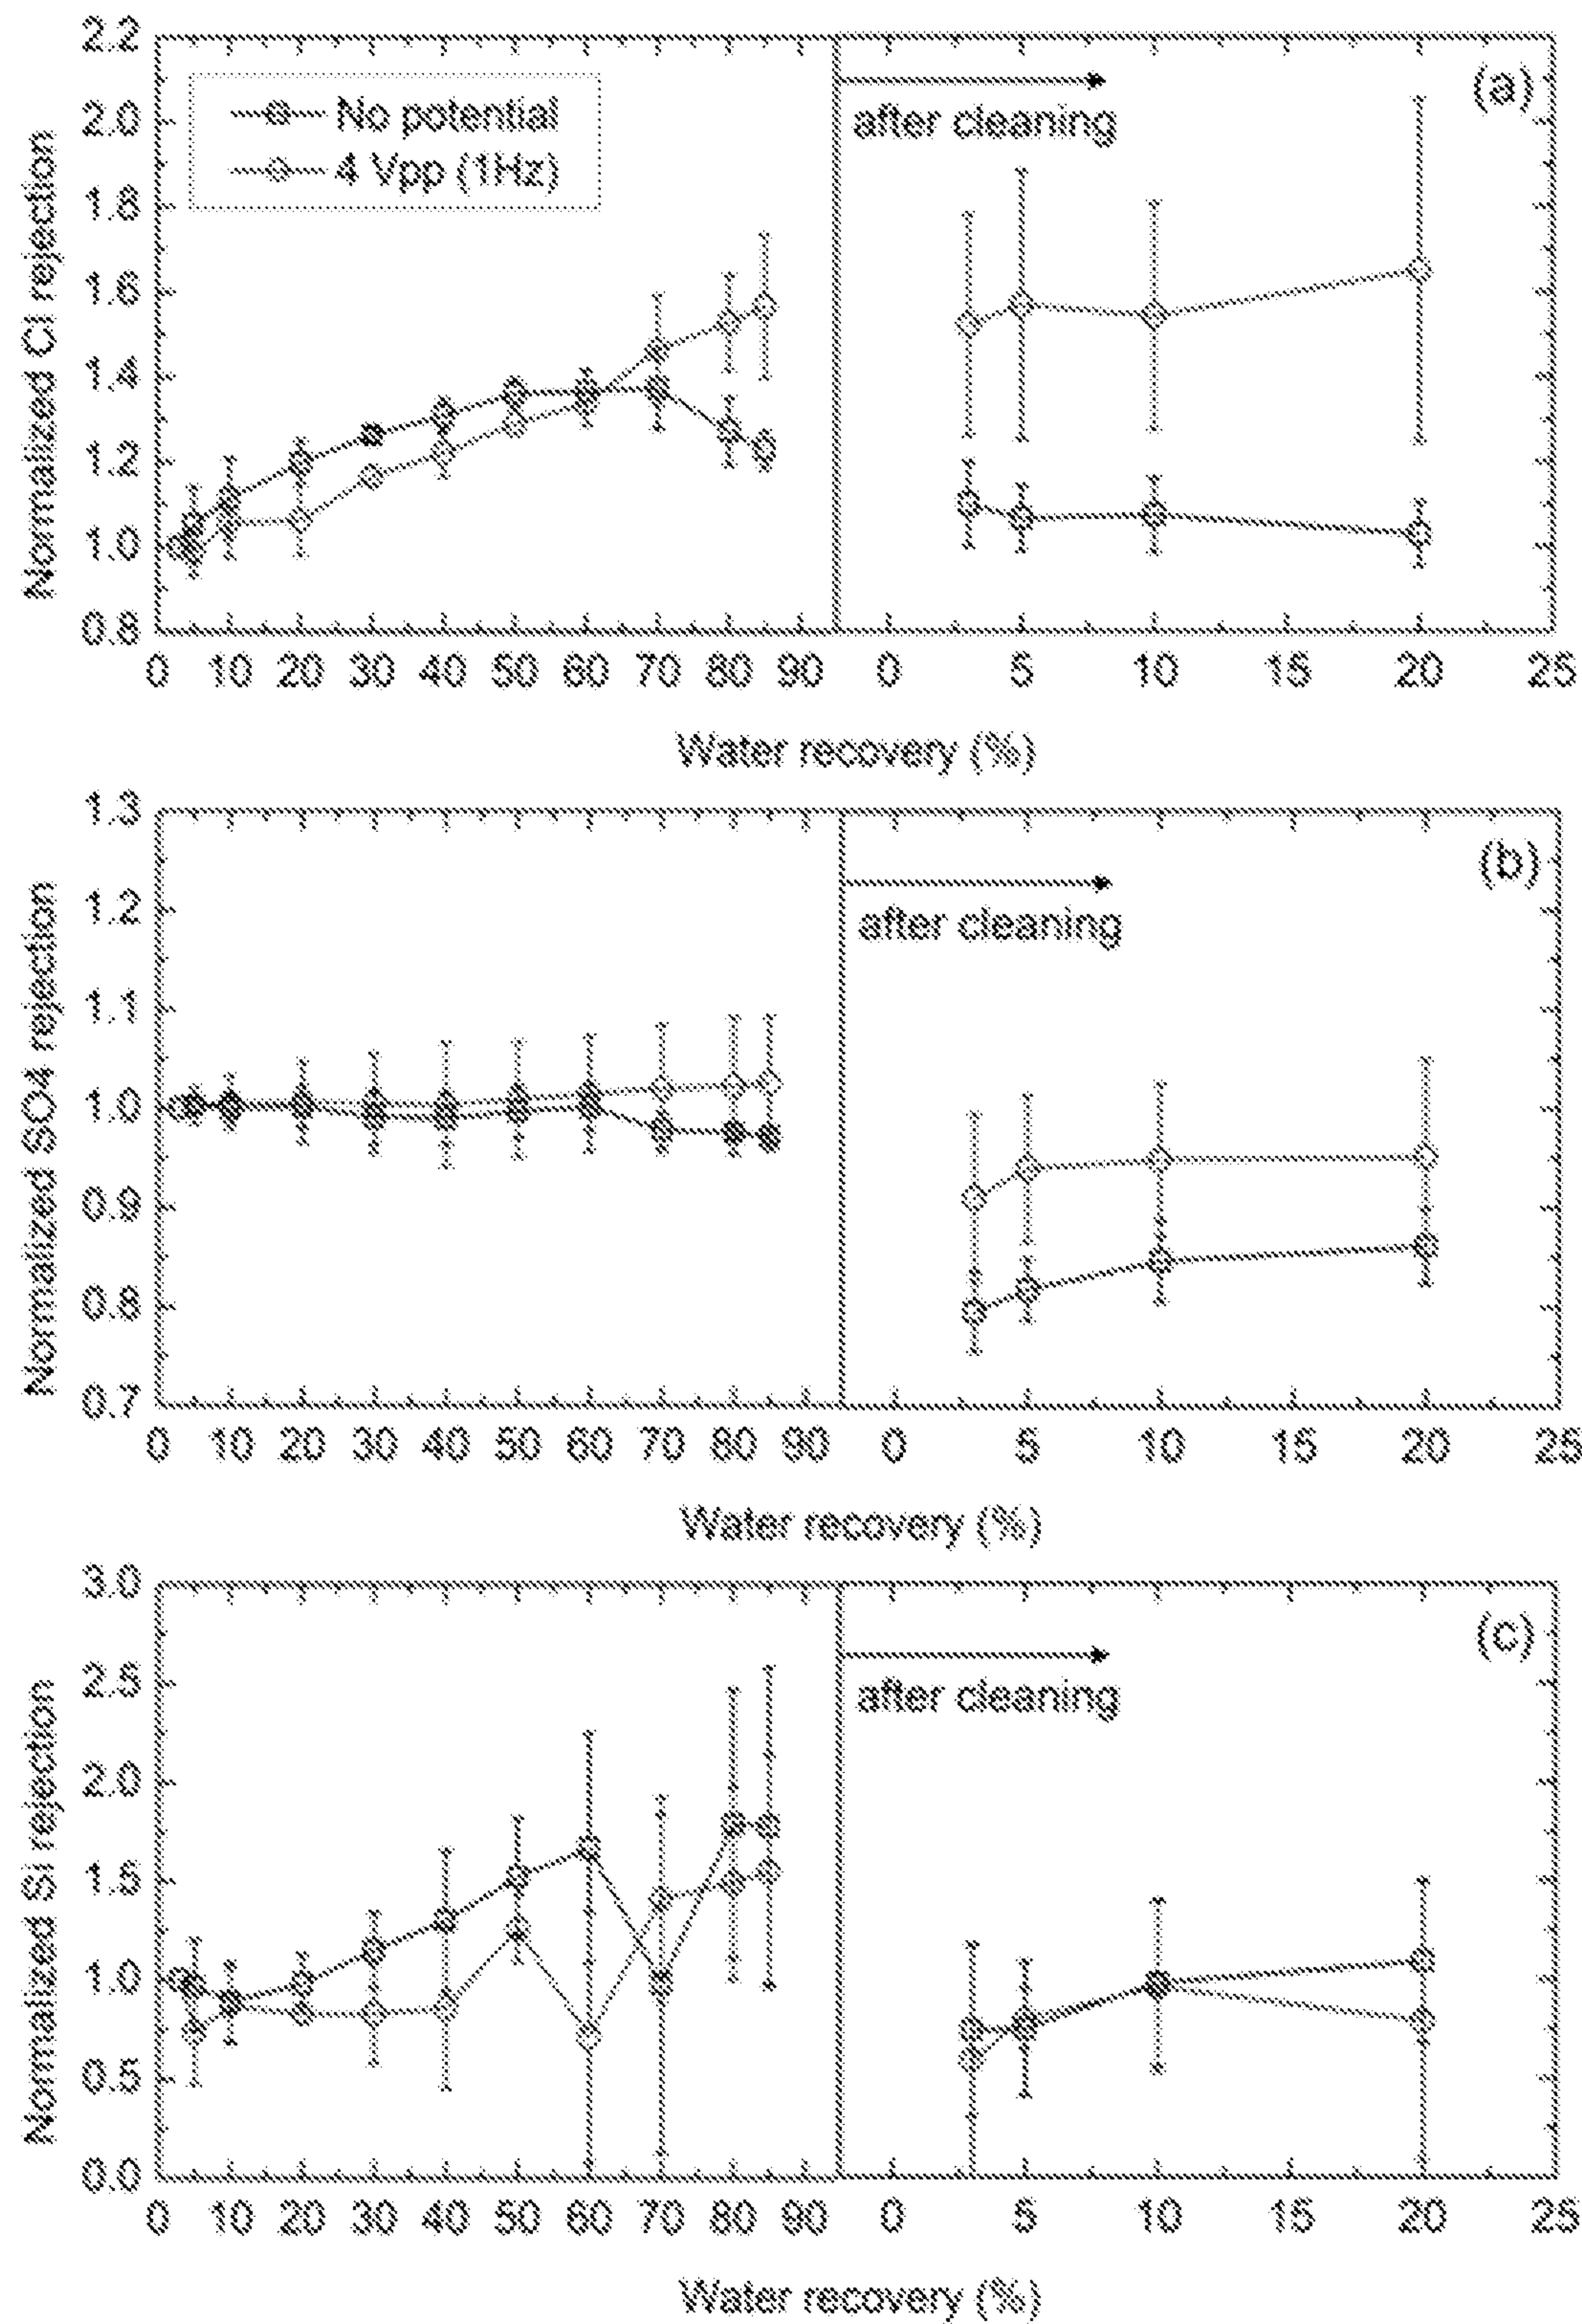 2.2
2.0
1.8
1.6
1.4
1.2
1.0
0.8
Normalized Cl rejection
No potential
4 Vpp (1Hz)
after cleaning
(a)
0 10 20 30 40 50 60 70 80 90 0 5 10 15 20 25
Water recovery (%)
1.3
1.2
1.1
1.0
0.9
0.8
0.7
Normalized SO4 rejection
after cleaning
(b)
0 10 20 30 40 50 60 70 80 90 0 5 10 15 20 25
Water recovery (%)
3.0
2.5
2.0
1.5
1.0
0.5
0.0
Normalized Si rejection
after cleaning
(c)
0 10 20 30 40 50 60 70 80 90 0 5 10 15 20 25
Water recovery (%)